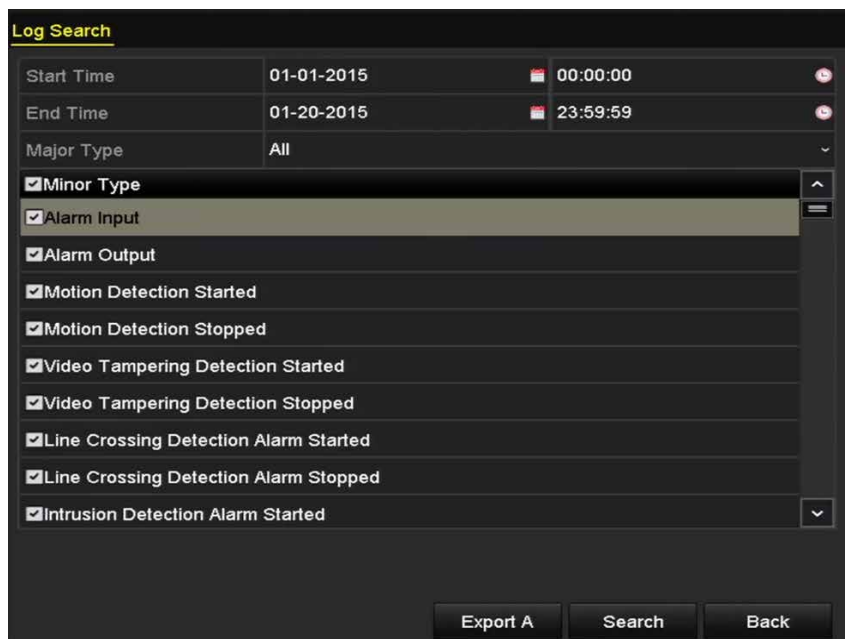 Log Search
Start Time 01-01-2015 00:00:00
End Time 01-20-2015 23:59:59
Major Type All
Minor Type
Alarm Input
Alarm Output
Motion Detection Started
Motion Detection Stopped
Video Tampering Detection Started
Video Tampering Detection Stopped
Line Crossing Detection Alarm Started
Line Crossing Detection Alarm Stopped
Intrusion Detection Alarm Started
Export A Search Back